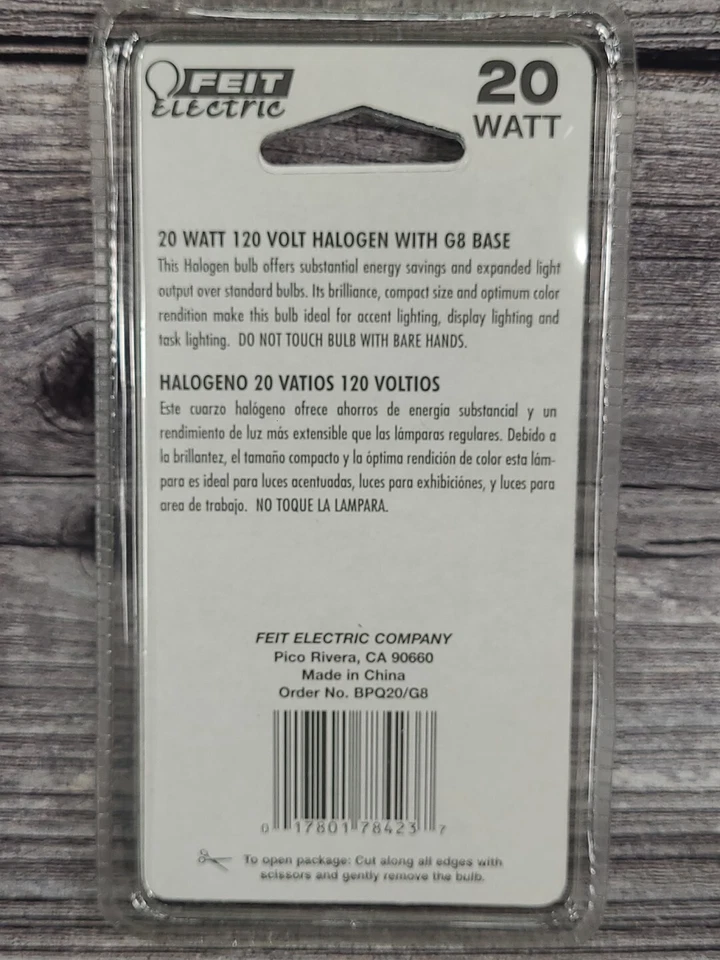 FEIT
ELECTRIC
20
WATT
20 WATT 120 VOLT HALOGEN WITH G8 BASE
This Halogen bulb offers substantial energy savings and expanded light
output over standard bulbs. Its brilliance, compact size and optimum color
rendition make this bulb ideal for accent lighting, display lighting and
task lighting. DO NOT TOUCH BULB WITH BARE HANDS.
HALOGENO 20 VATIOS 120 VOLTIOS
Este cuarzo halógeno ofrece ahorros de energia substancial y un
rendimiento de luz más extensible que las lámparas regulares. Debido a
la brillantez, el tamaño compacto y la óptima rendición de color esta lám-
para es ideal para luces acentuadas, luces para exhibiciónes, y luces para
area de trabajo. NO TOQUE LA LAMPARA.
FEIT ELECTRIC COMPANY
Pico Rivera, CA 90660
Made in China
Order No. BPQ20/G8
0 17801 78423 7
To open package: Cut along all edges with
scissors and gently remove the bulb.